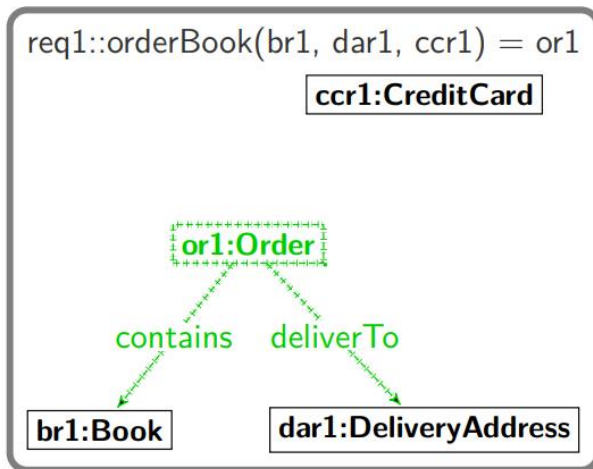 req1::orderBook(br1, dar1, ccr1) = or1
ccr1:CreditCard
or1:Order
contains deliverTo
br1:Book dar1:DeliveryAddress